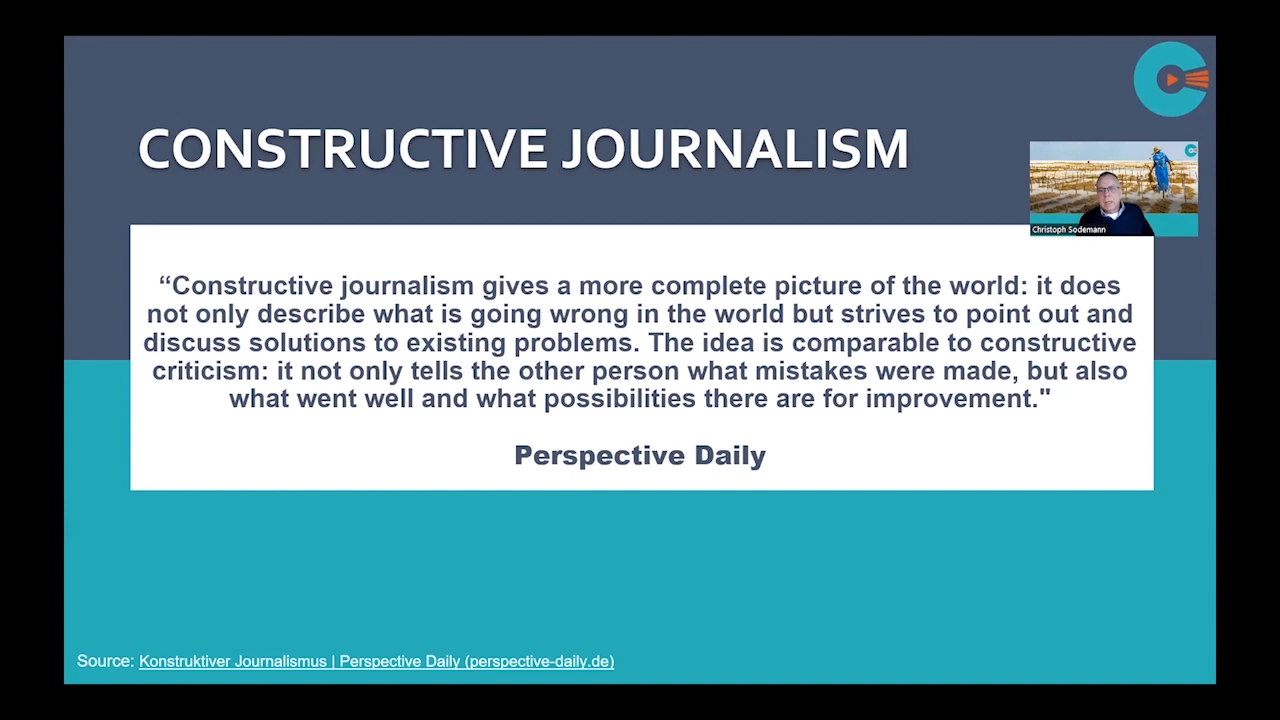 CONSTRUCTIVE JOURNALISM
Christoph Sodemann
“Constructive journalism gives a more complete picture of the world: it does
not only describe what is going wrong in the world but strives to point out and
discuss solutions to existing problems. The idea is comparable to constructive
criticism: it not only tells the other person what mistakes were made, but also
what went well and what possibilities there are for improvement."
Perspective Daily
Source: Konstruktiver Journalismus | Perspective Daily (perspective-daily.de)